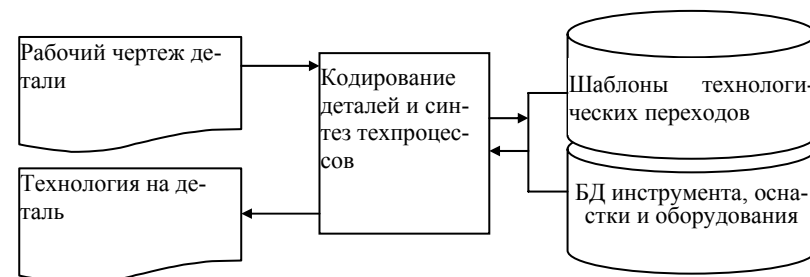 Рабочий чертеж де-
тали
Кодирование
деталей и син-
тез техпроцес-
сов
Шаблоны технологи-
ческих переходов
Технология на де-
таль
БД инструмента, осна-
стки и оборудования